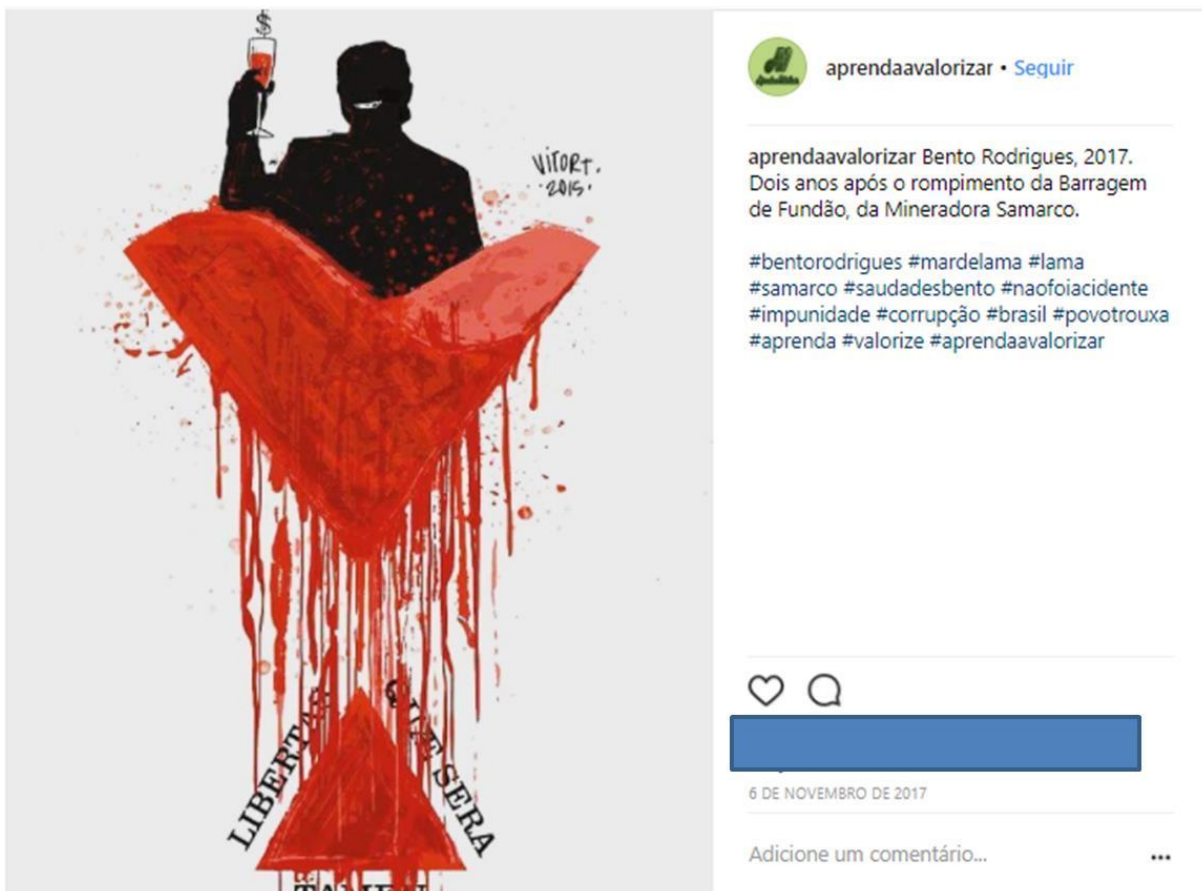 $
VITORT.
2015.
LIBERTAS
QUE SERA
TAMEN
aprendaavalorizar • Seguir
aprendaavalorizar Bento Rodrigues, 2017.
Dois anos após o rompimento da Barragem
de Fundão, da Mineradora Samarco.
#bentorodrigues #mardelama #lama
#samarco #saudadesbento #naofoiacidente
#impunidade #corrupção #brasil #povotrouxa
#aprenda #valorize #aprendaavalorizar
6 DE NOVEMBRO DE 2017
Adicione um comentário...